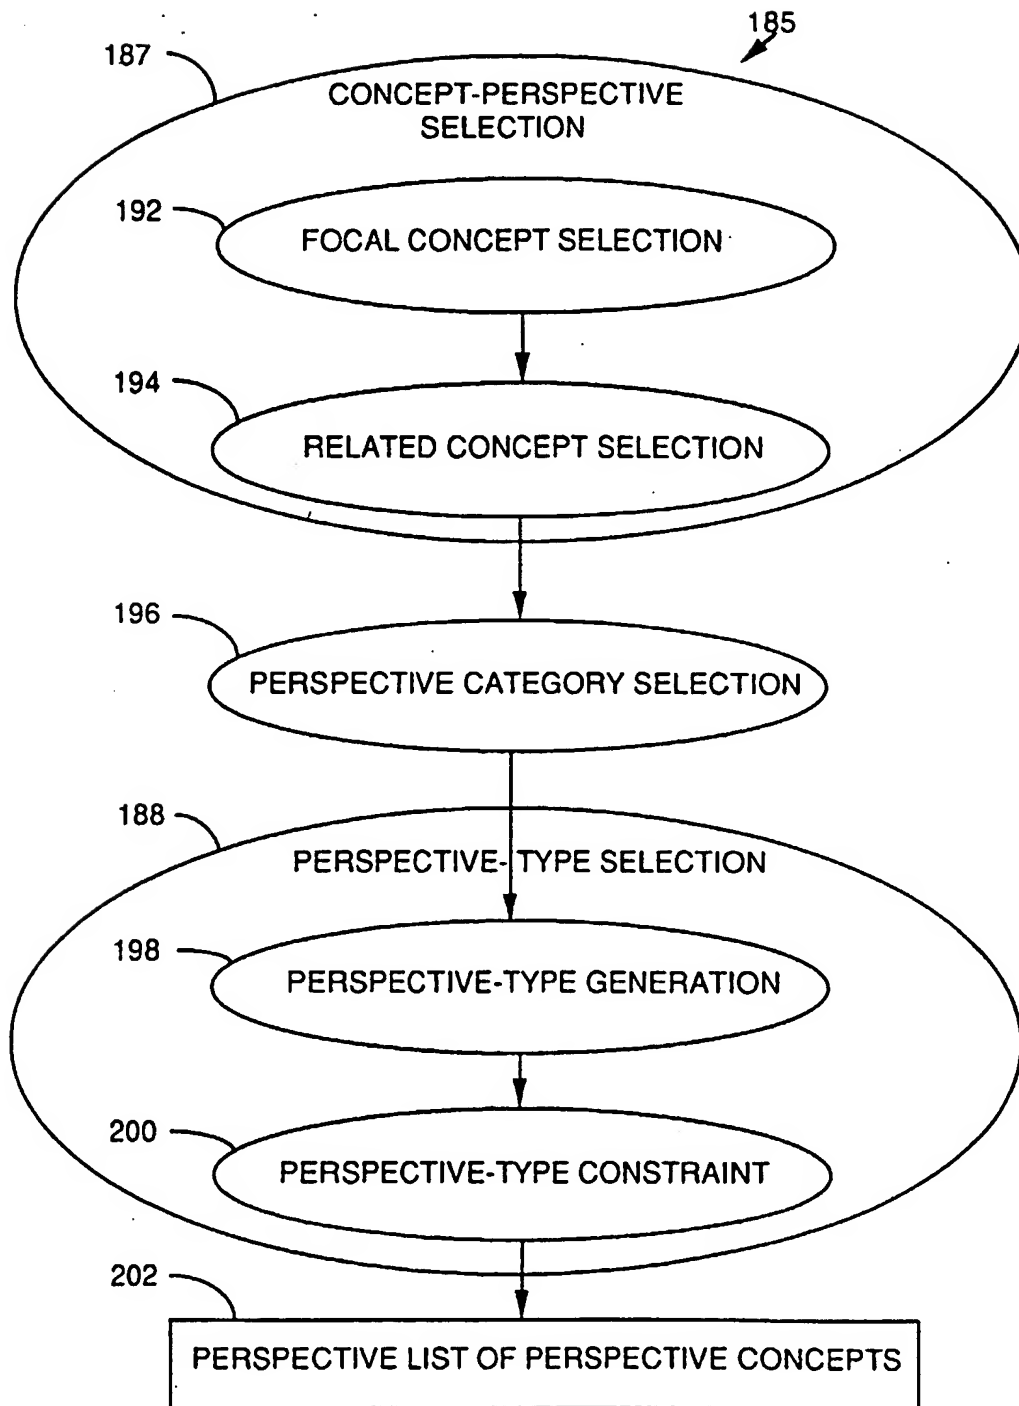 185
187
CONCEPT-PERSPECTIVE
SELECTION
192
FOCAL CONCEPT SELECTION
194
RELATED CONCEPT SELECTION
196
PERSPECTIVE CATEGORY SELECTION
188
PERSPECTIVE-TYPE SELECTION
198
PERSPECTIVE-TYPE GENERATION
200
PERSPECTIVE-TYPE CONSTRAINT
202
PERSPECTIVE LIST OF PERSPECTIVE CONCEPTS